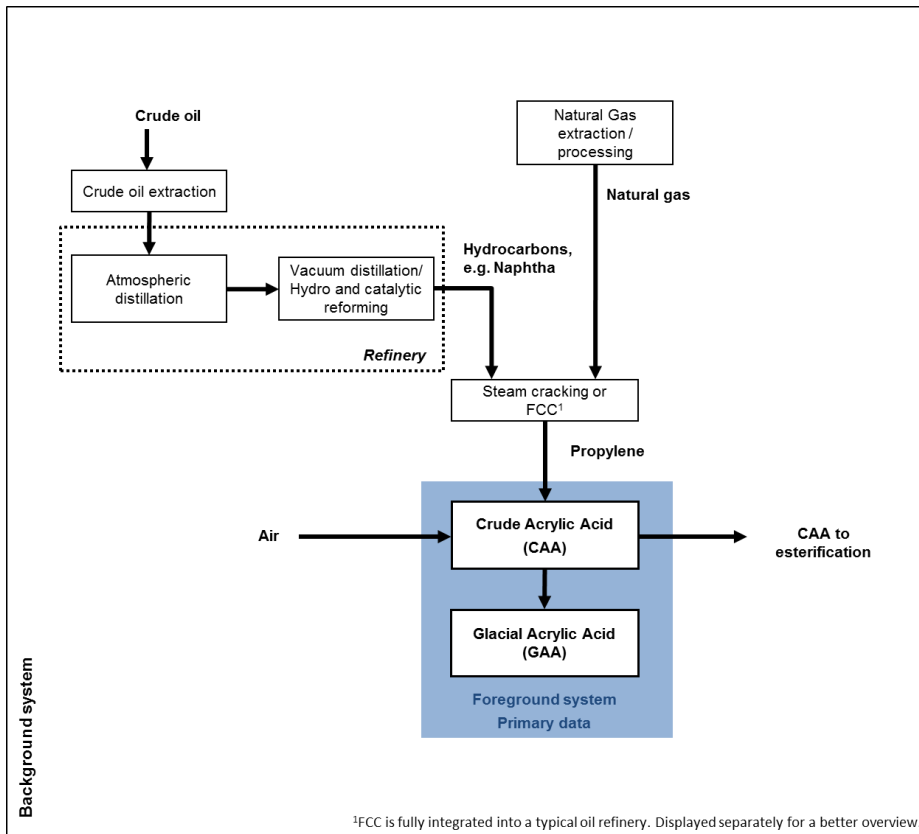 Crude oil
Natural Gas
extraction /
processing
Crude oil extraction
Natural gas
Atmospheric
distillation
Vacuum distillation/
Hydro and catalytic
reforming
Hydrocarbons,
e.g. Naphtha
Refinery
Steam cracking or
FCC¹
Propylene
Air
Crude Acrylic Acid
(CAA)
CAA to
esterification
Glacial Acrylic Acid
(GAA)
Foreground system
Primary data
Background system
¹FCC is fully integrated into a typical oil refinery. Displayed separately for a better overview